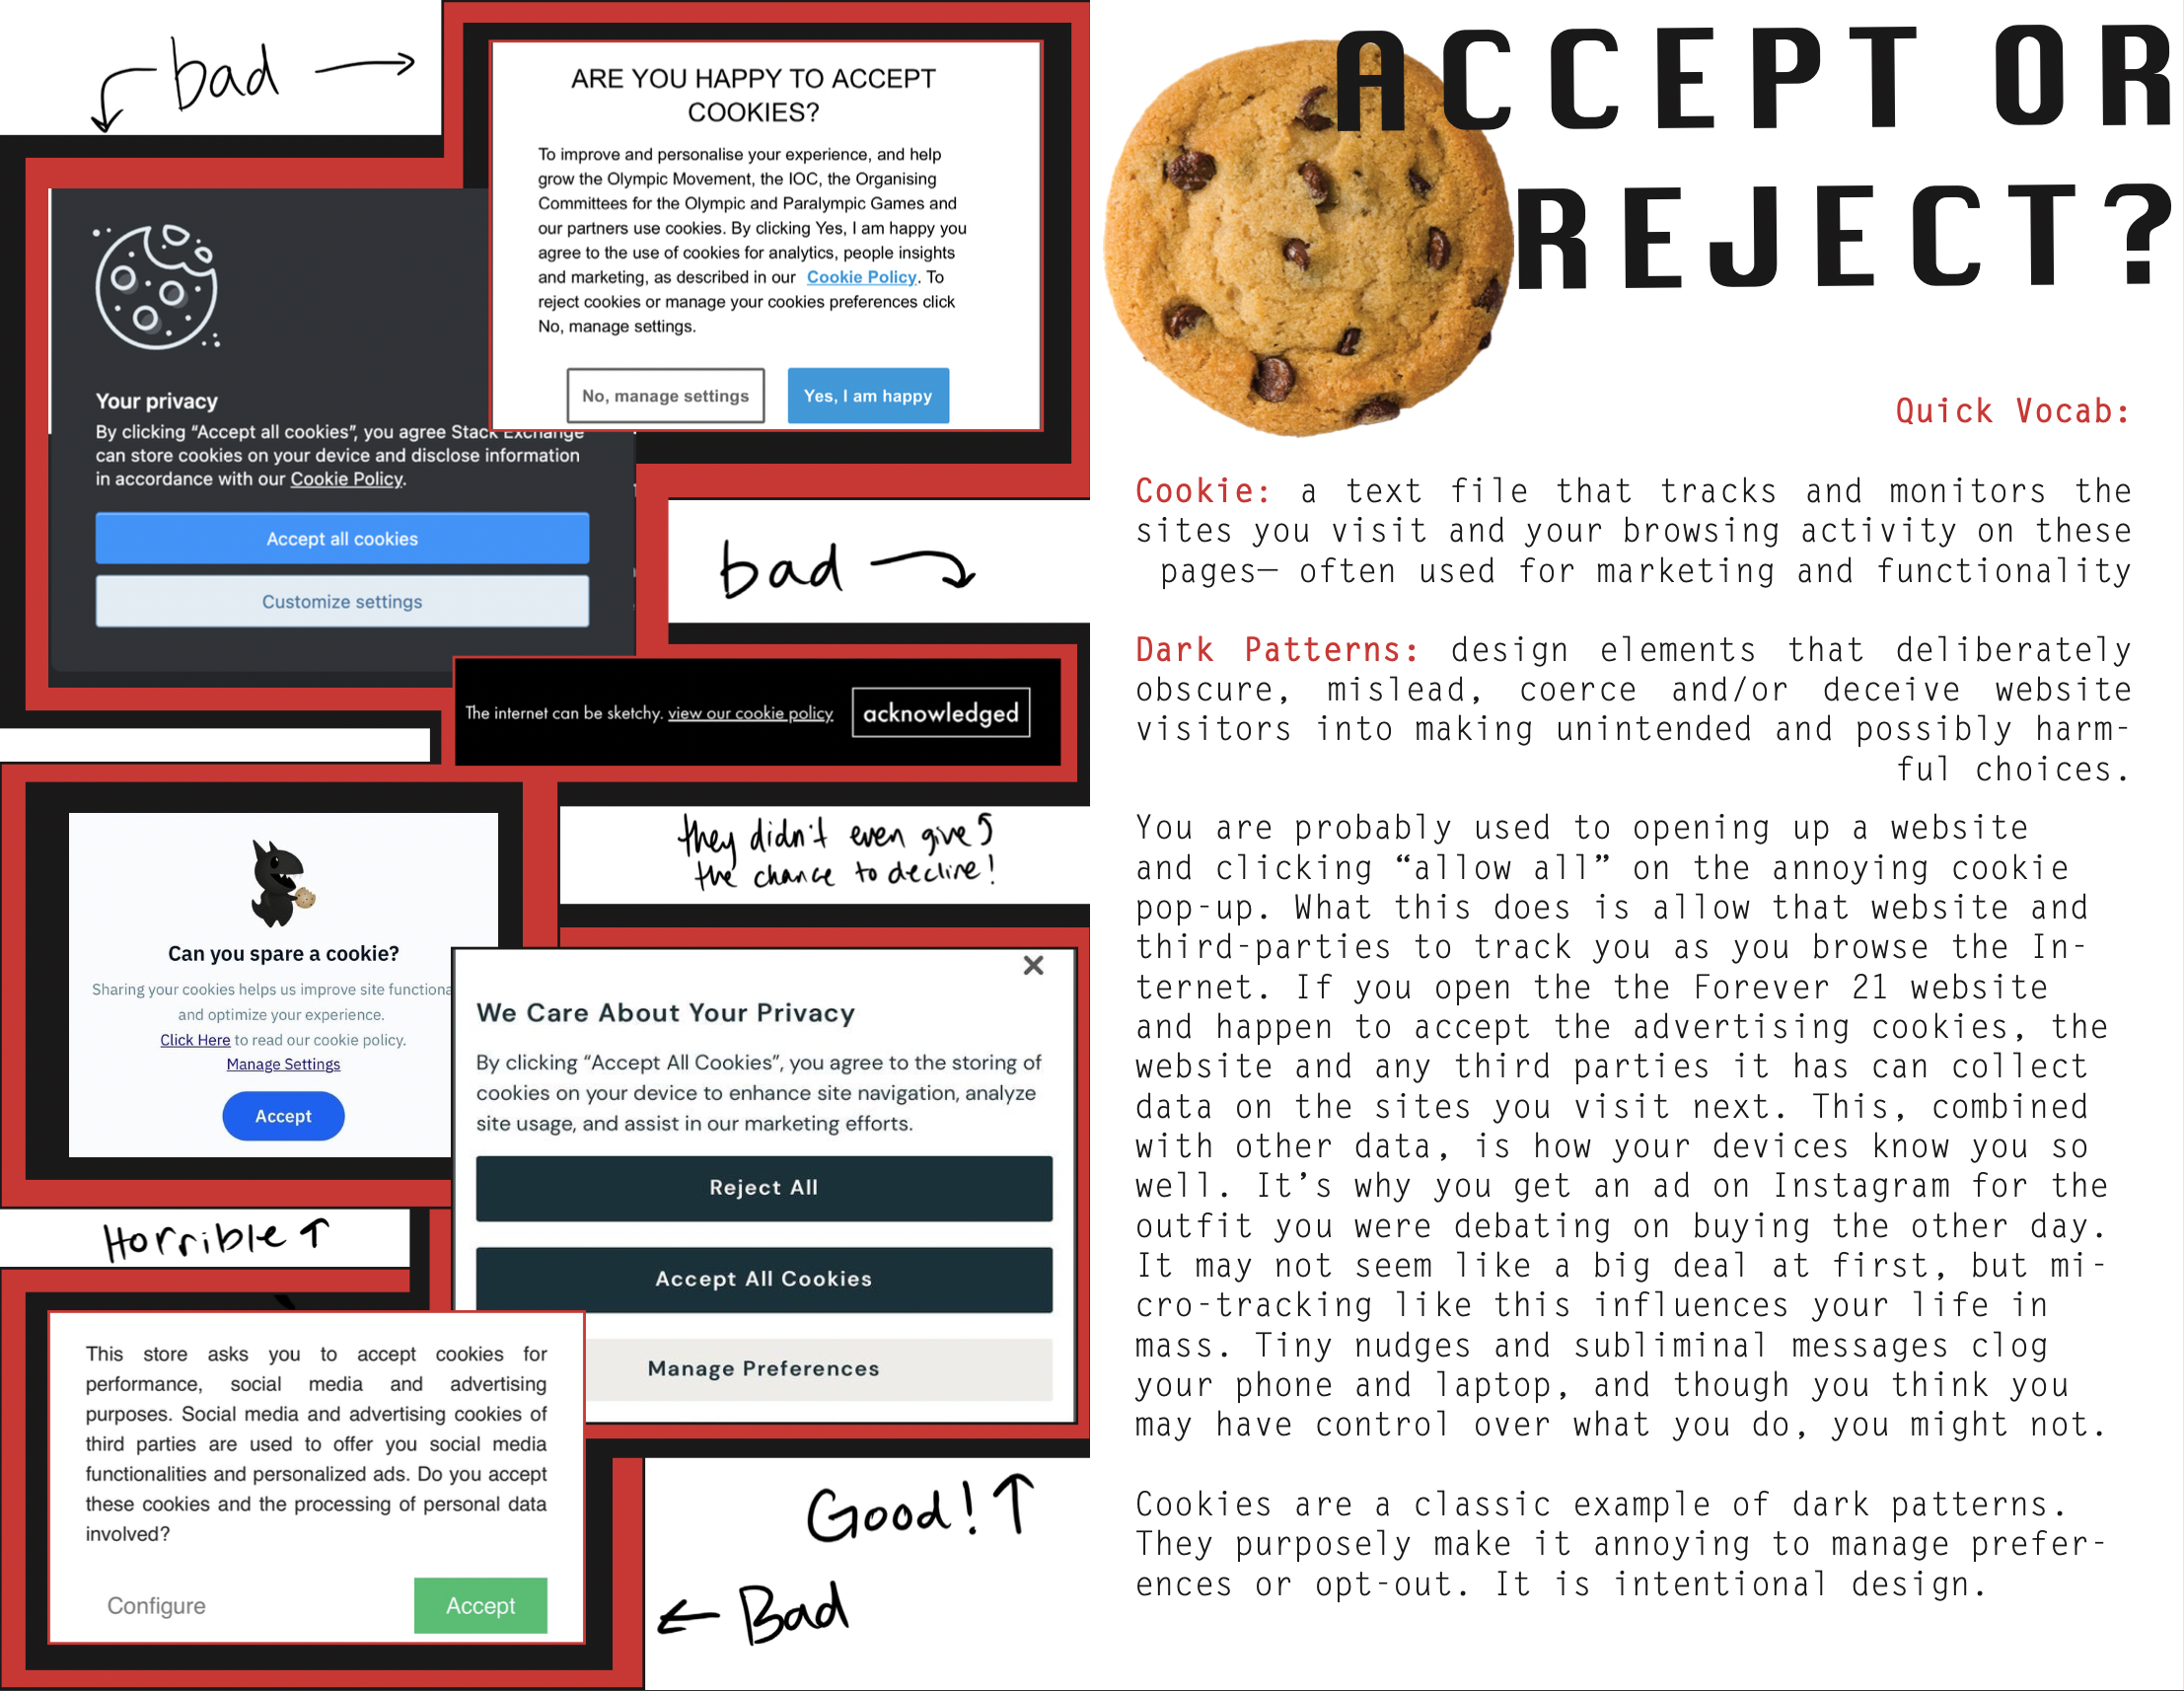 bad
ARE YOU HAPPY TO ACCEPT
COOKIES?
To improve and personalise your experience, and help
grow the Olympic Movement, the IOC, the Organising
Committees for the Olympic and Paralympic Games and
our partners use cookies. By clicking Yes, I am happy you
agree to the use of cookies for analytics, people insights
and marketing, as described in our Cookie Policy. To
reject cookies or manage your cookies preferences click
No, manage settings.
No, manage settings
Yes, I am happy
Your privacy
By clicking “Accept all cookies”, you agree Stack Exchange
can store cookies on your device and disclose information
in accordance with our Cookie Policy.
Accept all cookies
Customize settings
bad
The internet can be sketchy. view our cookie policy
acknowledged
they didn't even give
the chance to decline!
Can you spare a cookie?
Sharing your cookies helps us improve site
and optimize your experience.
Click Here to read our cookie policy.
Manage Settings
Accept
Horrible
We Care About Your Privacy
By clicking “Accept All Cookies”, you agree to the storing of
cookies on your device to enhance site navigation, analyze
site usage, and assist in our marketing efforts.
Reject All
Accept All Cookies
Manage Preferences
Good!
This store asks you to accept cookies for
performance, social media and advertising
purposes. Social media and advertising cookies of
third parties are used to offer you social media
functionalities and personalized ads. Do you accept
these cookies and the processing of personal data
involved?
Configure
Accept
Bad
ACCEPT OR
REJECT?
Quick Vocab:
Cookie: a text file that tracks and monitors the
sites you visit and your browsing activity on these
pages— often used for marketing and functionality
Dark Patterns: design elements that deliberately
obscure, mislead, coerce and/or deceive website
visitors into making unintended and possibly harm-
ful choices.
You are probably used to opening up a website
and clicking “allow all” on the annoying cookie
pop-up. What this does is allow that website and
third-parties to track you as you browse the In-
ternet. If you open the the Forever 21 website
and happen to accept the advertising cookies, the
website and any third parties it has can collect
data on the sites you visit next. This, combined
with other data, is how your devices know you so
well. It’s why you get an ad on Instagram for the
outfit you were debating on buying the other day.
It may not seem like a big deal at first, but mi-
cro-tracking like this influences your life in
mass. Tiny nudges and subliminal messages clog
your phone and laptop, and though you think you
may have control over what you do, you might not.
Cookies are a classic example of dark patterns.
They purposely make it annoying to manage prefer-
ences or opt-out. It is intentional design.